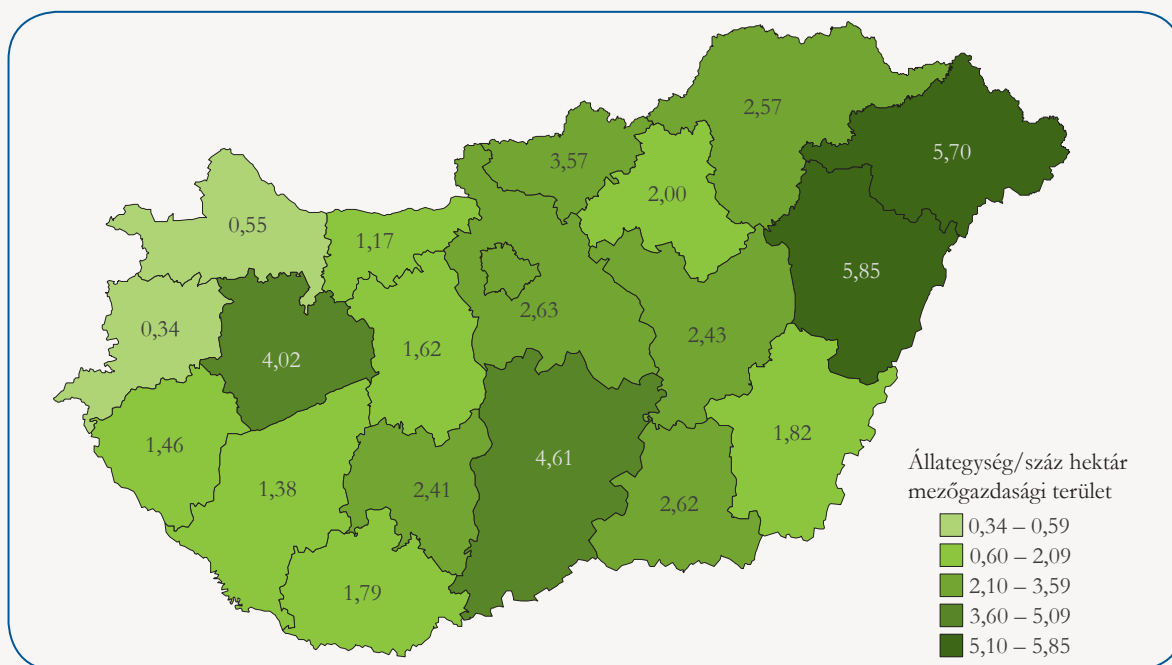 2,57
5,70
3,57
2,00
0,55
1,17
5,85
2,63
0,34
2,43
1,62
4,02
1,82
1,46
4,61
1,38
2,41
2,62
1,79
Állategység/száz hektár
mezőgazdasági terület
0,34 – 0,59
0,60 – 2,09
2,10 – 3,59
3,60 – 5,09
5,10 – 5,85